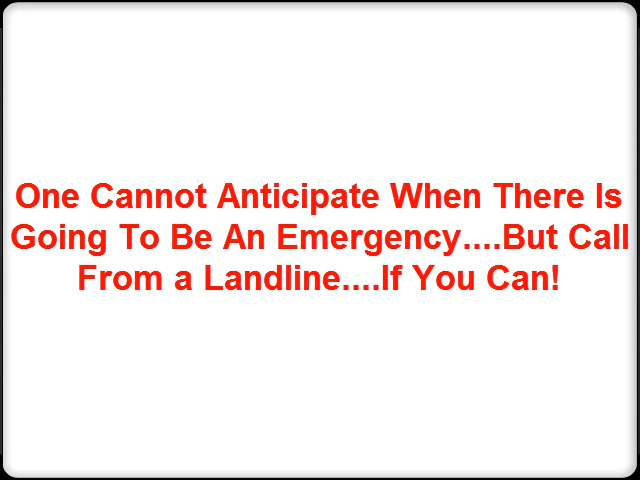 One Cannot Anticipate When There Is
Going To Be An Emergency....But Call
From a Landline....If You Can!